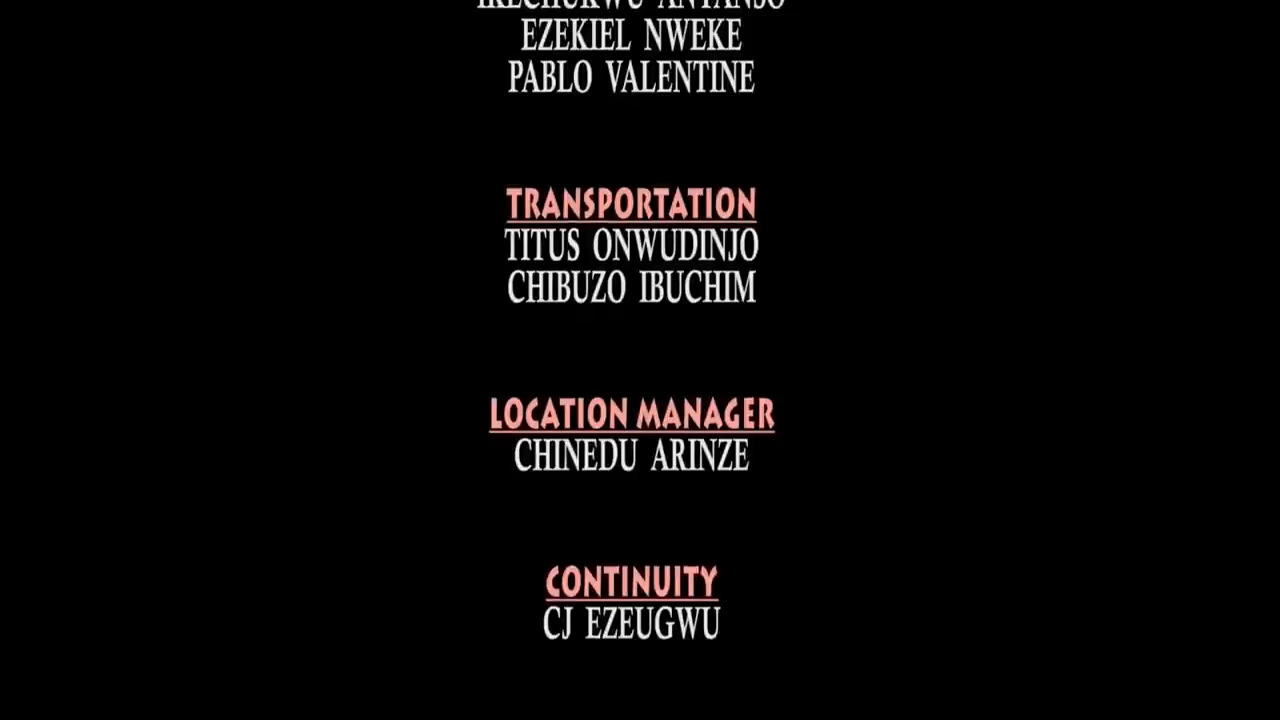 EZEKIEL NWEKE
PABLO VALENTINE
TRANSPORTATION
TITUS ONWUDINJO
CHIBUZO IBUCHIM
LOCATION MANAGER
CHINEDU ARINZE
CONTINUITY
CJ EZEUGWU